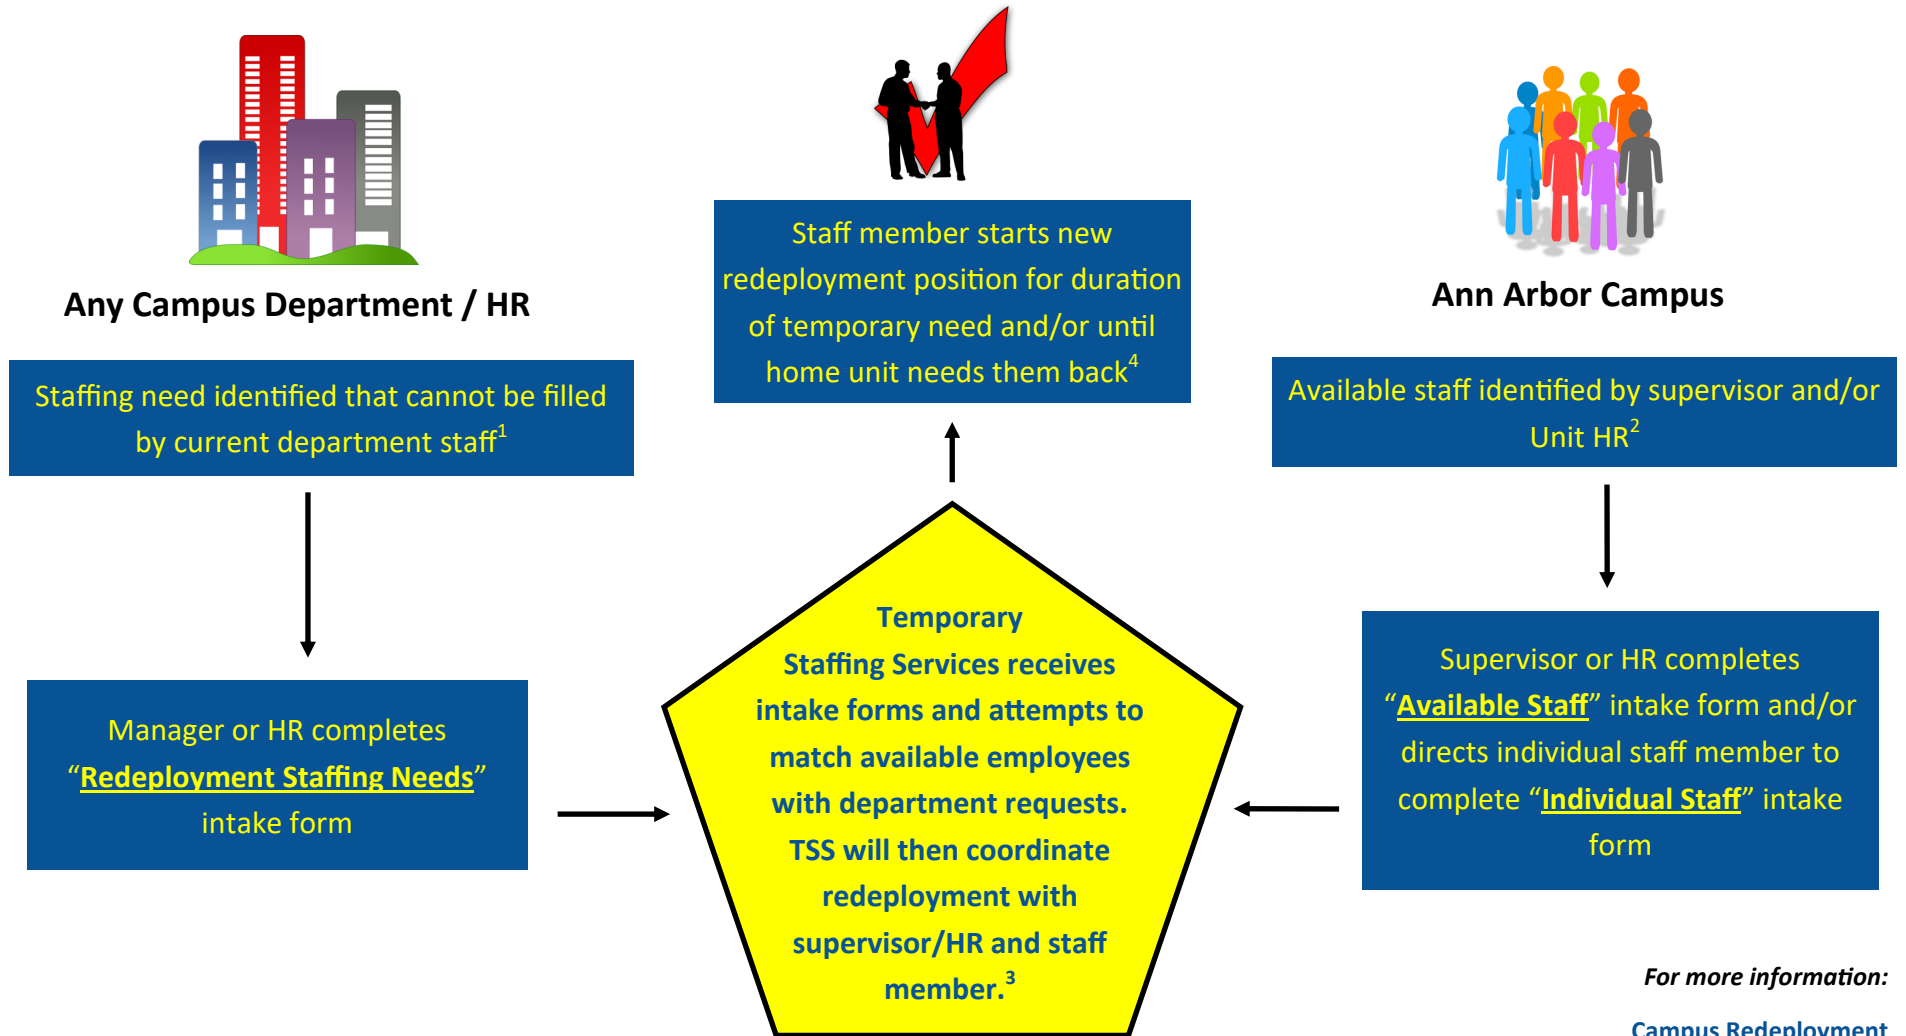 Any Campus Department / HR
Staffing need identified that cannot be filled
by current department staff¹
Manager or HR completes
“Redeployment Staffing Needs”
intake form
Staff member starts new
redeployment position for duration
of temporary need and/or until
home unit needs them back⁴
Temporary
Staffing Services receives
intake forms and attempts to
match available employees
with department requests.
TSS will then coordinate
redeployment with
supervisor/HR and staff
member.³
Ann Arbor Campus
Available staff identified by supervisor and/or
Unit HR²
Supervisor or HR completes
“Available Staff” intake form and/or
directs individual staff member to
complete “Individual Staff” intake
form
For more information:
Campus Redeployment